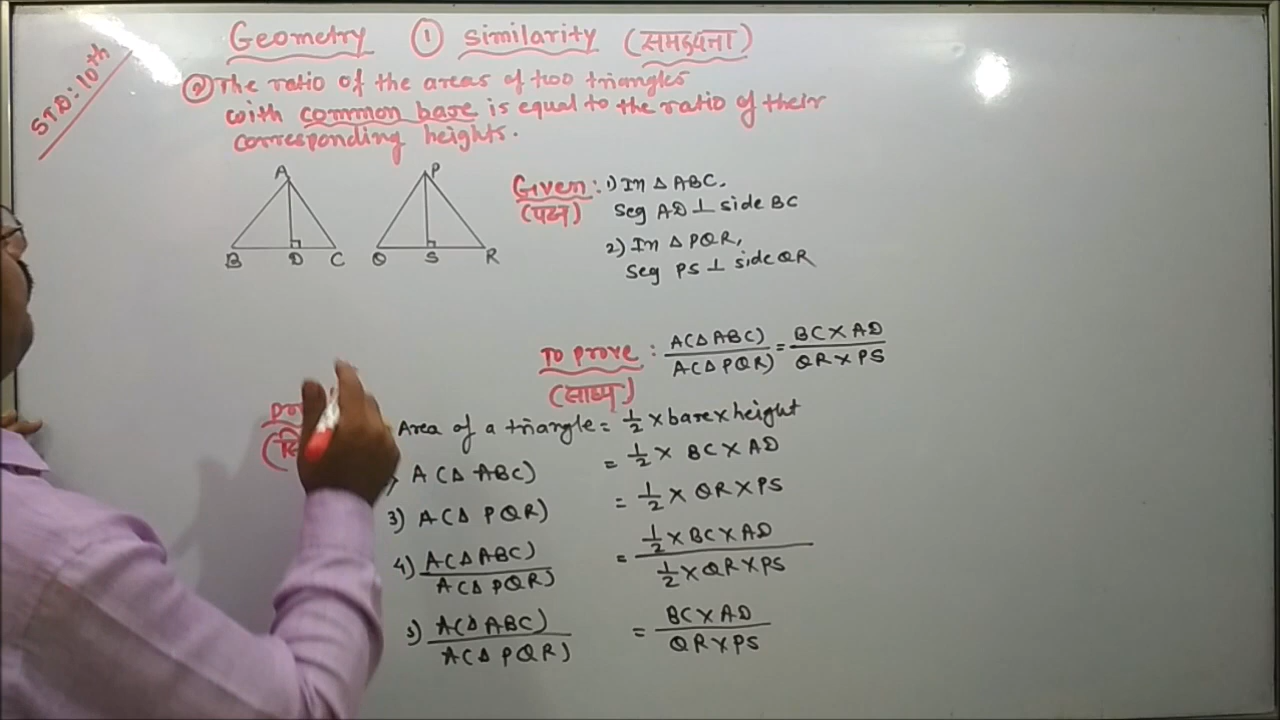 STD: 10th
Geometry ① Similarity (समरूपता)
② The ratio of the areas of two triangles
with common base is equal to the ratio of their
corresponding heights.
A P
B D C Q S R
Given: 1) In △ ABC,
(पक्ष) Seg AD ⊥ side BC
2) In △ PQR,
Seg PS ⊥ side QR
To prove : A(△ ABC) / A(△ PQR) = BC × AD / QR × PS
(साध्य)
Area of a triangle = 1/2 × base × height
A (△ ABC) = 1/2 × BC × AD
3) A(△ PQR) = 1/2 × QR × PS
4) A(△ ABC) / A(△ PQR) = 1/2 × BC × AD / 1/2 × QR × PS
5) A(△ ABC) / A(△ PQR) = BC × AD / QR × PS